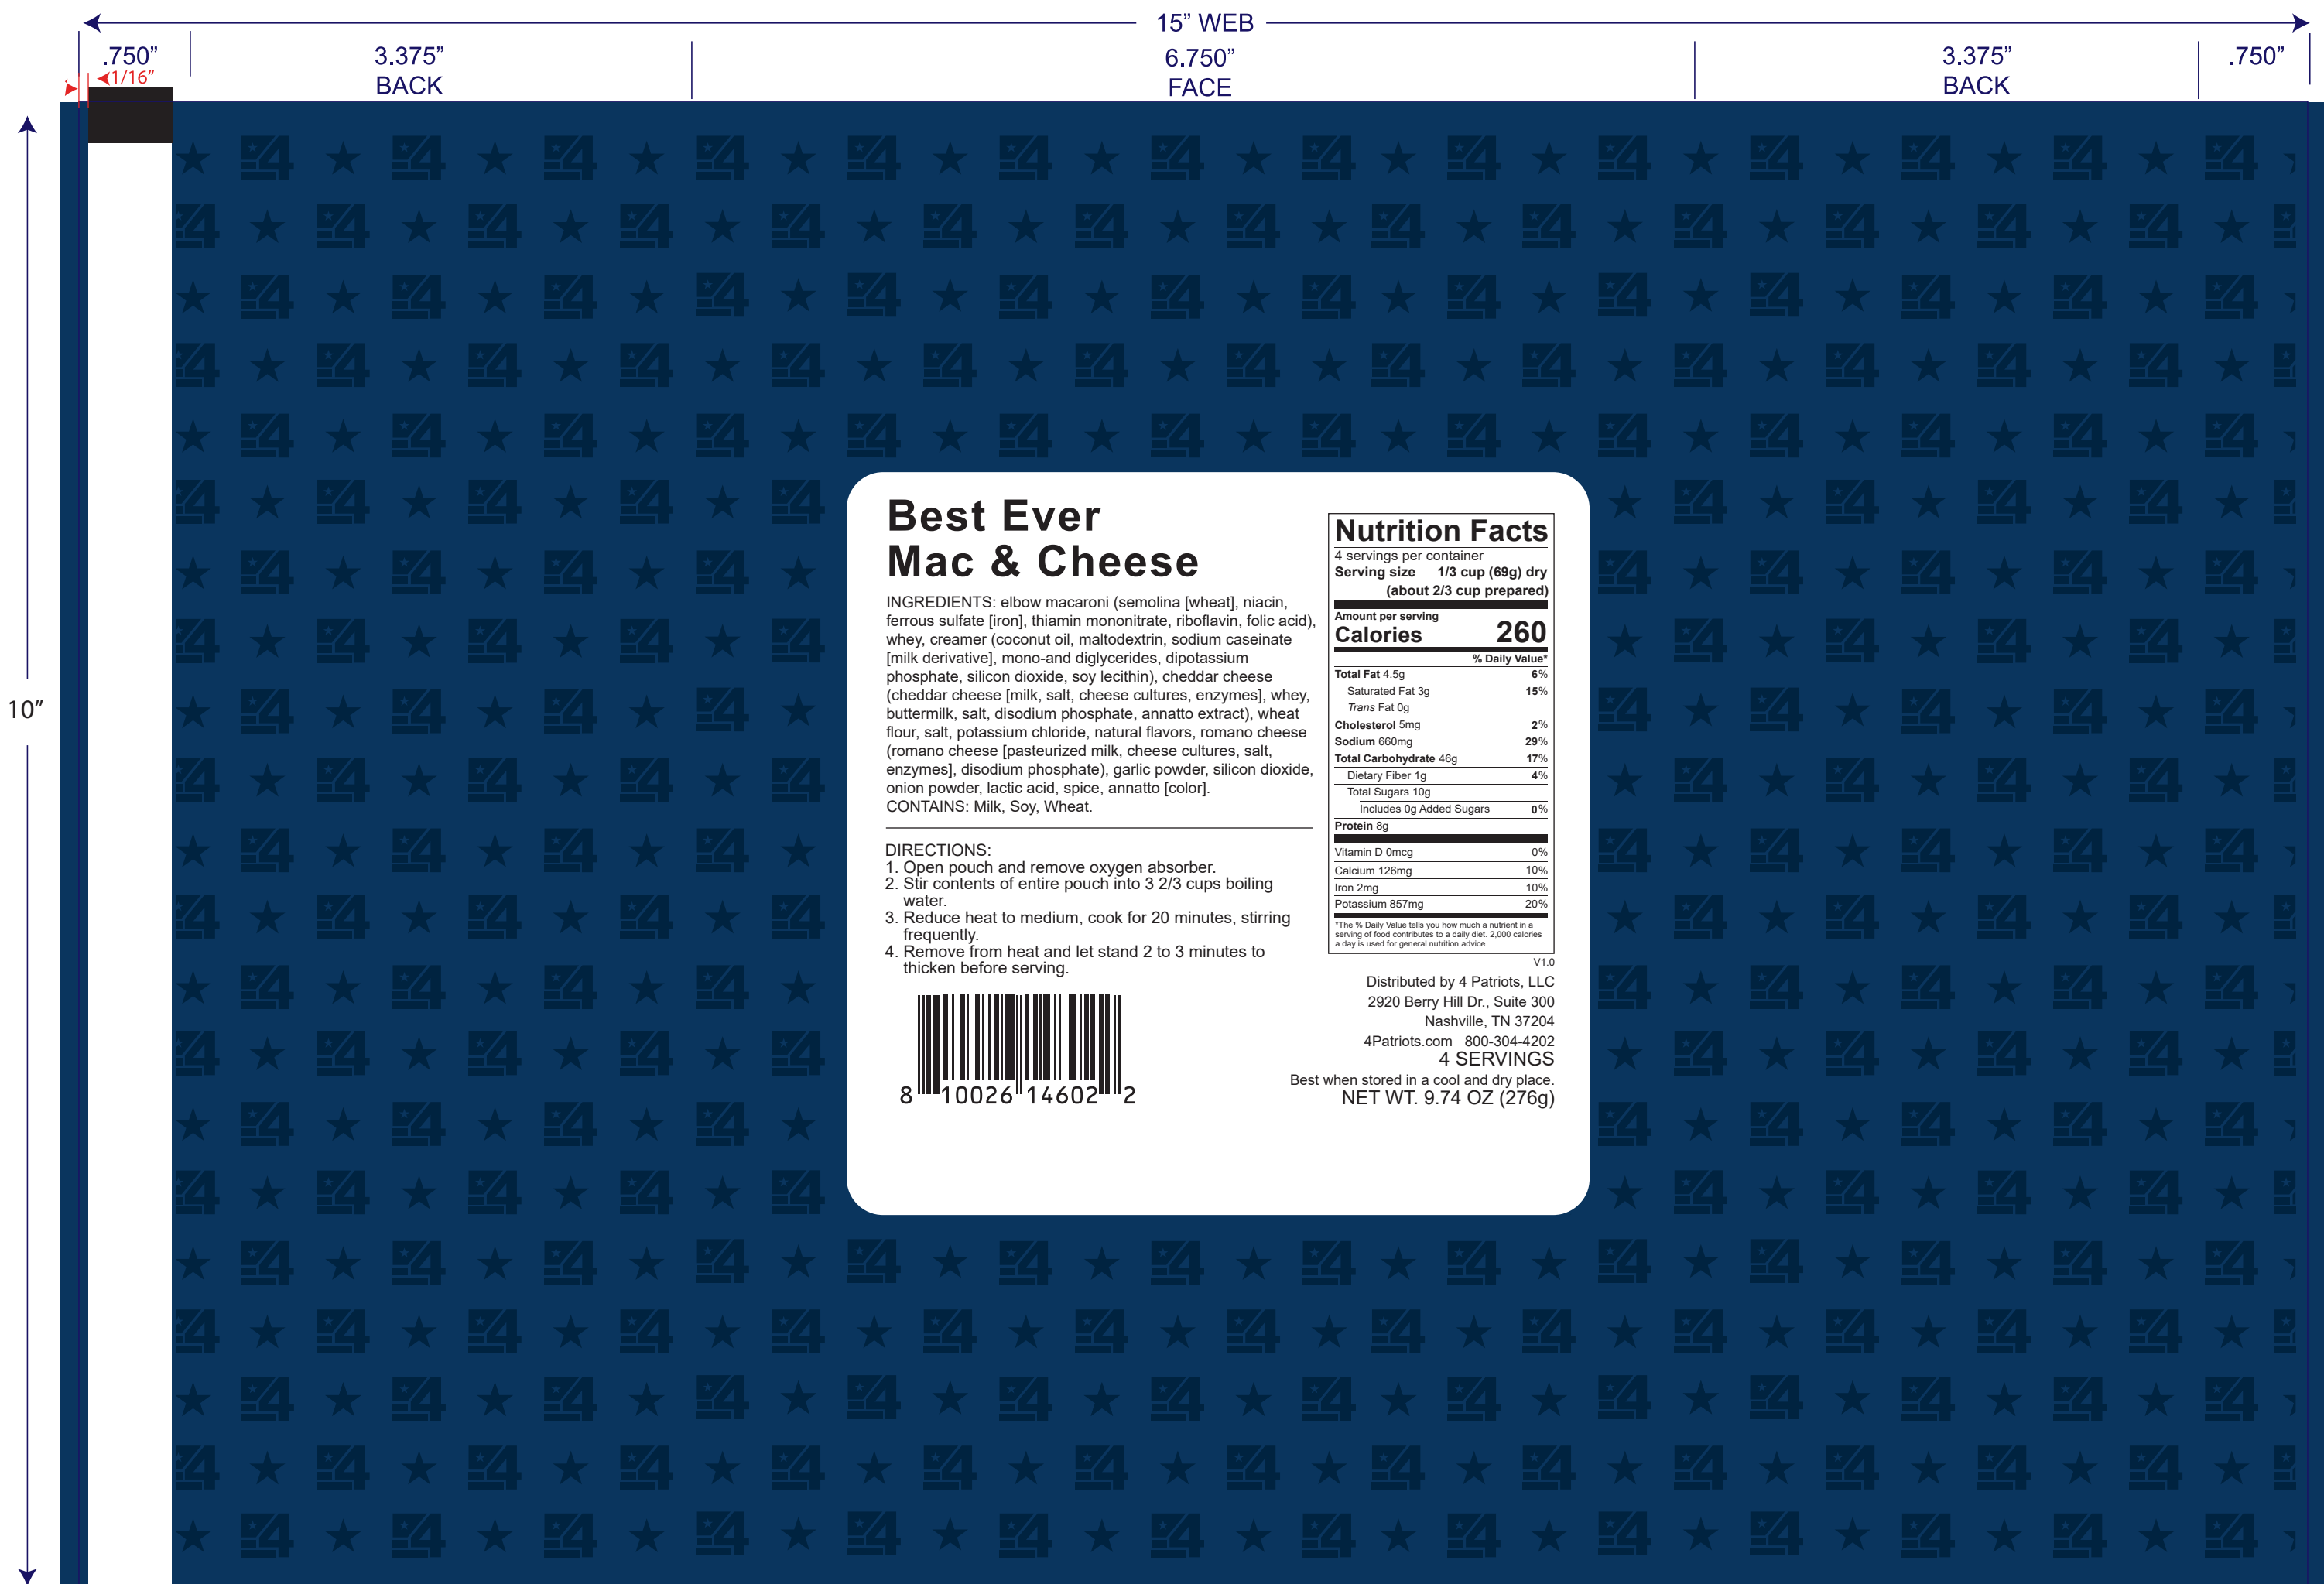 15” WEB
.750”
3.375”
6.750”
3.375”
.750”
1/16”
BACK
FACE
BACK
10”
Best Ever
Mac & Cheese
INGREDIENTS: elbow macaroni (semolina [wheat], niacin,
ferrous sulfate [iron], thiamin mononitrate, riboflavin, folic acid),
whey, creamer (coconut oil, maltodextrin, sodium caseinate
[milk derivative], mono-and diglycerides, dipotassium
phosphate, silicon dioxide, soy lecithin), cheddar cheese
(cheddar cheese [milk, salt, cheese cultures, enzymes], whey,
buttermilk, salt, disodium phosphate, annatto extract), wheat
flour, salt, potassium chloride, natural flavors, romano cheese
(romano cheese [pasteurized milk, cheese cultures, salt,
enzymes], disodium phosphate), garlic powder, silicon dioxide,
onion powder, lactic acid, spice, annatto [color].
CONTAINS: Milk, Soy, Wheat.
DIRECTIONS:
1. Open pouch and remove oxygen absorber.
2. Stir contents of entire pouch into 3 2/3 cups boiling
water.
3. Reduce heat to medium, cook for 20 minutes, stirring
frequently.
4. Remove from heat and let stand 2 to 3 minutes to
thicken before serving.
8 10026 14602 2
Nutrition Facts
4 servings per container
Serving size 1/3 cup (69g) dry
(about 2/3 cup prepared)
Amount per serving
Calories 260
% Daily Value*
Total Fat 4.5g 6%
Saturated Fat 3g 15%
Trans Fat 0g
Cholesterol 5mg 2%
Sodium 660mg 29%
Total Carbohydrate 46g 17%
Dietary Fiber 1g 4%
Total Sugars 10g
Includes 0g Added Sugars 0%
Protein 8g
Vitamin D 0mcg 0%
Calcium 126mg 10%
Iron 2mg 10%
Potassium 857mg 20%
*The % Daily Value tells you how much a nutrient in a
serving of food contributes to a daily diet. 2,000 calories
a day is used for general nutrition advice.
V1.0
Distributed by 4 Patriots, LLC
2920 Berry Hill Dr., Suite 300
Nashville, TN 37204
4Patriots.com 800-304-4202
4 SERVINGS
Best when stored in a cool and dry place.
NET WT. 9.74 OZ (276g)